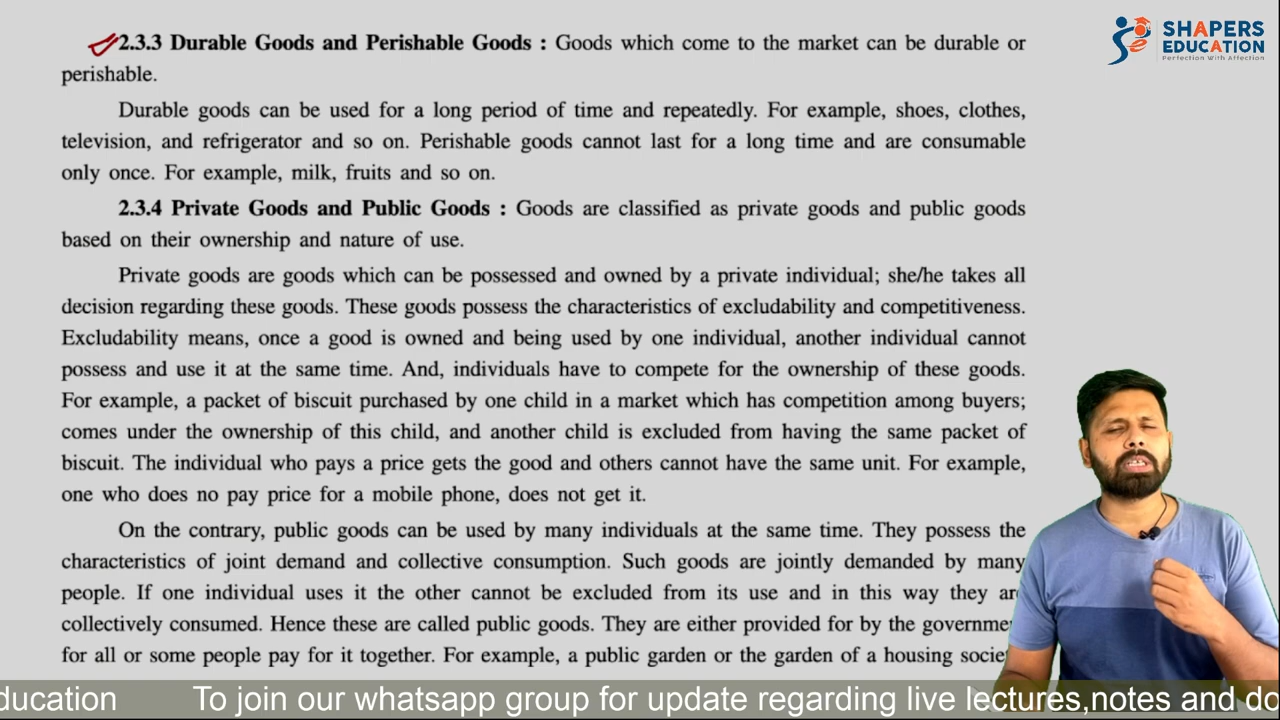 2.3.3 Durable Goods and Perishable Goods : Goods which come to the market can be durable or
perishable.
Durable goods can be used for a long period of time and repeatedly. For example, shoes, clothes,
television, and refrigerator and so on. Perishable goods cannot last for a long time and are consumable
only once. For example, milk, fruits and so on.
2.3.4 Private Goods and Public Goods : Goods are classified as private goods and public goods
based on their ownership and nature of use.
Private goods are goods which can be possessed and owned by a private individual; she/he takes all
decision regarding these goods. These goods possess the characteristics of excludability and competitiveness.
Excludability means, once a good is owned and being used by one individual, another individual cannot
possess and use it at the same time. And, individuals have to compete for the ownership of these goods.
For example, a packet of biscuit purchased by one child in a market which has competition among buyers;
comes under the ownership of this child, and another child is excluded from having the same packet of
biscuit. The individual who pays a price gets the good and others cannot have the same unit. For example,
one who does no pay price for a mobile phone, does not get it.
On the contrary, public goods can be used by many individuals at the same time. They possess the
characteristics of joint demand and collective consumption. Such goods are jointly demanded by many
people. If one individual uses it the other cannot be excluded from its use and in this way they are
collectively consumed. Hence these are called public goods. They are either provided for by the governme
for all or some people pay for it together. For example, a public garden or the garden of a housing socie
SHAPERS
EDUCATION
Perfection With Affection
ducation To join our whatsapp group for update regarding live lectures,notes and do